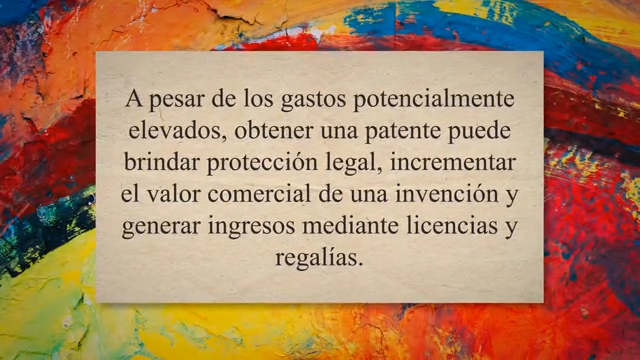 A pesar de los gastos potencialmente
elevados, obtener una patente puede
brindar protección legal, incrementar
el valor comercial de una invención y
generar ingresos mediante licencias y
regalías.